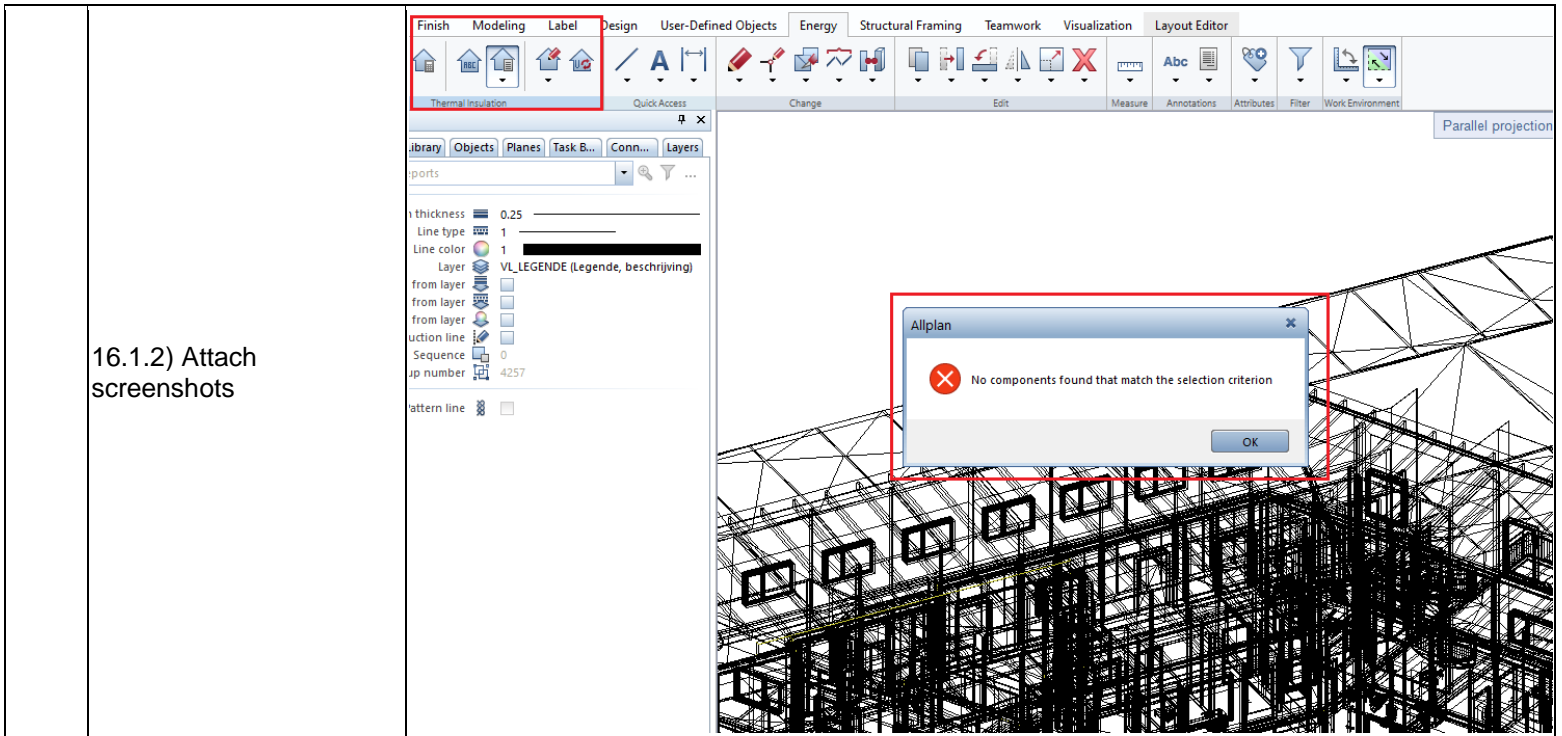 16.1.2) Attach
screenshots
Finish Modeling Label Design User-Defined Objects Energy Structural Framing Teamwork Visualization Layout Editor
ABC
A
Abc
Thermal Insulation Quick Access Change Edit Measure Annotations Attributes Filter Work Environment
Parallel projection
Library Objects Planes Task B... Conn... Layers
eports ...
thickness 0.25
Line type 1
Line color 1
Layer VL_LEGENDE (Legende, beschrijving)
from layer
from layer
from layer
uction line
Sequence 0
up number 4257
Pattern line
Allplan
No components found that match the selection criterion
OK